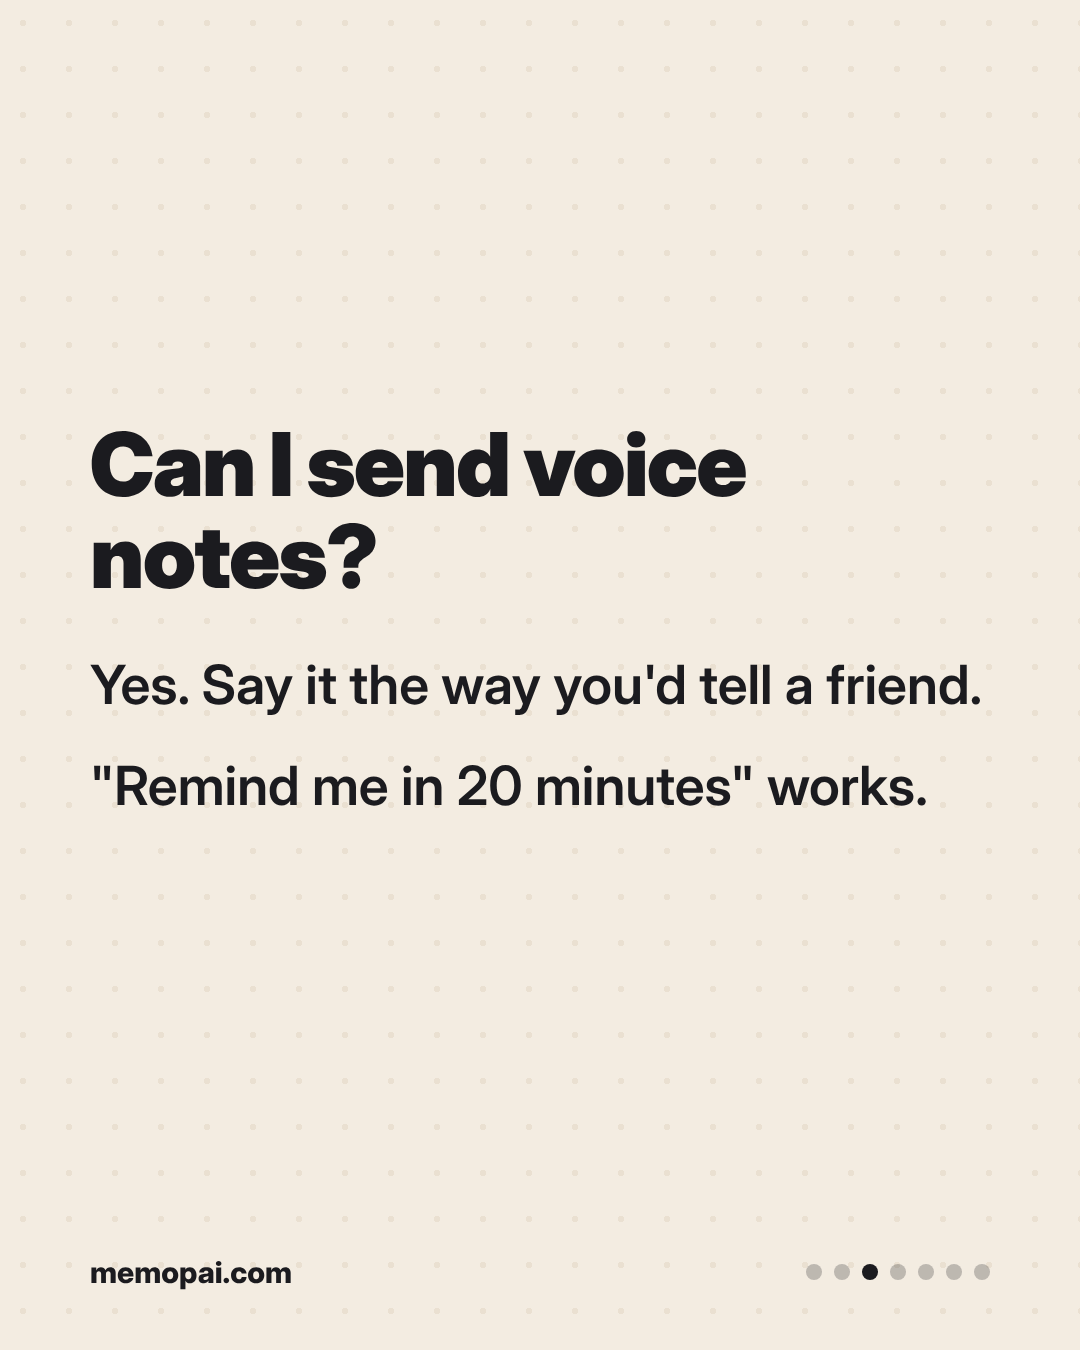 Can I send voice
notes?
Yes. Say it the way you'd tell a friend.
"Remind me in 20 minutes" works.
memopai.com